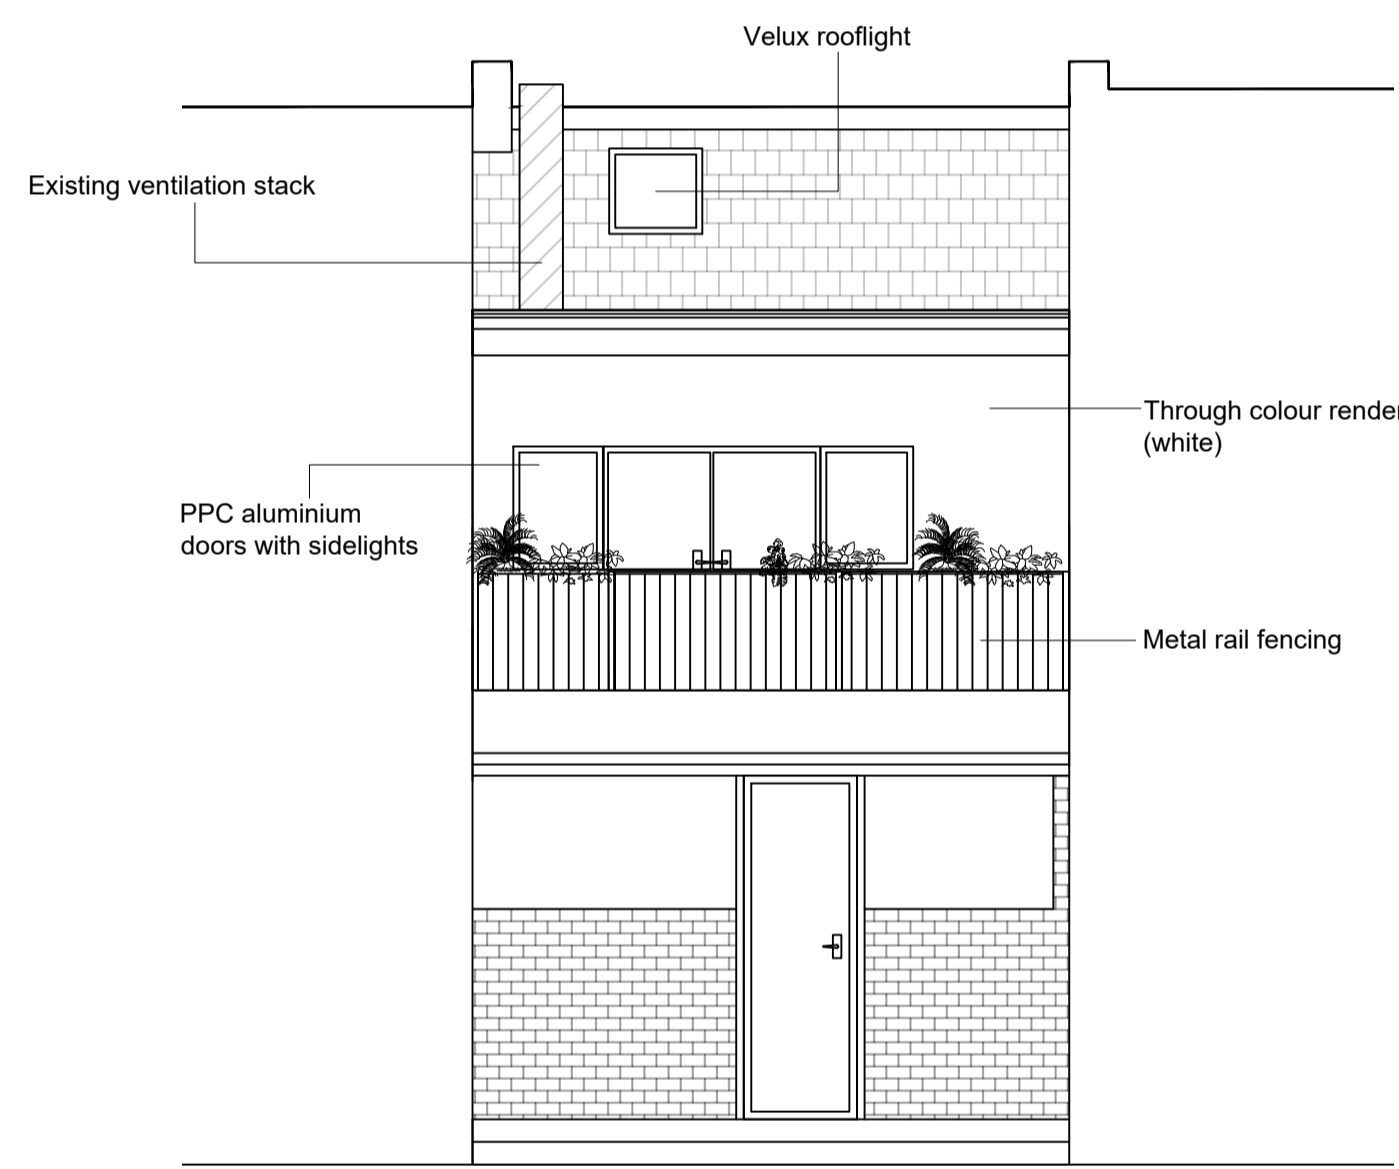 Velux rooflight
Existing ventilation stack
Through colour render
(white)
PPC aluminium
doors with sidelights
Metal rail fencing